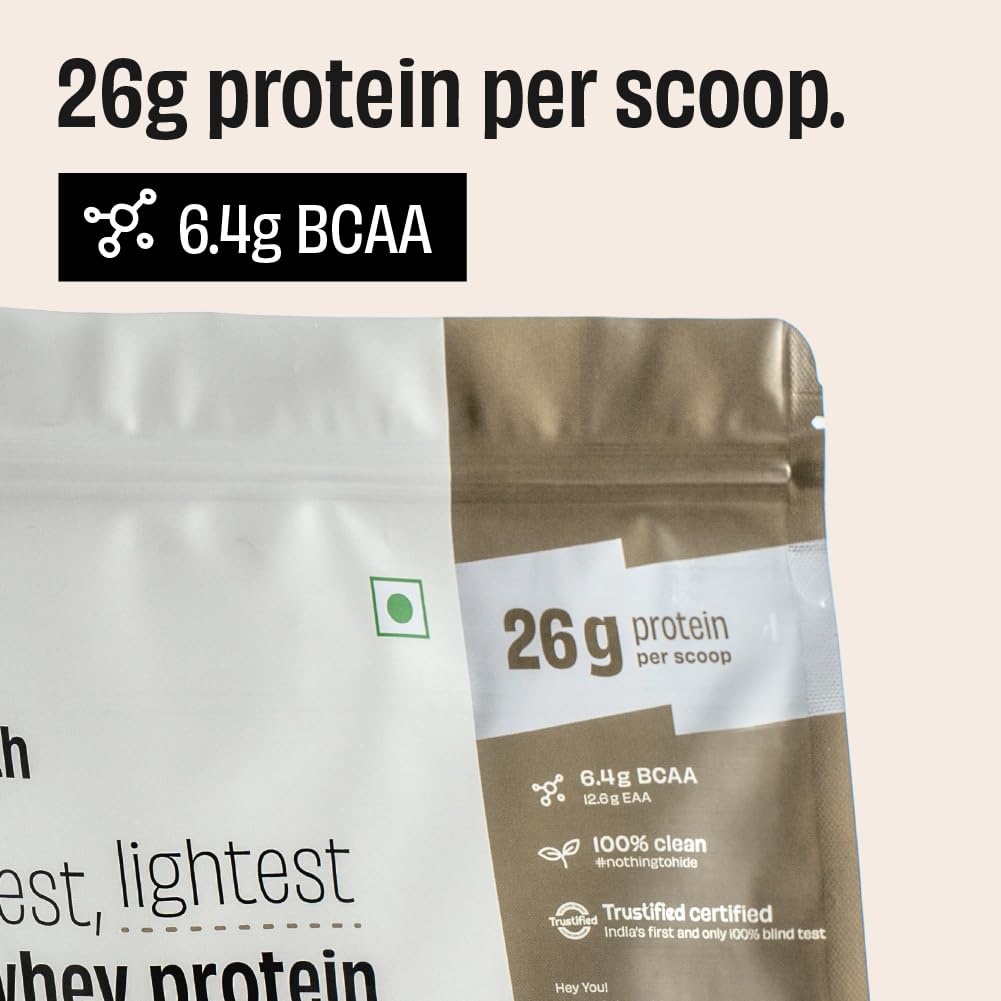 26g protein per scoop.
6.4g BCAA
26g protein
per scoop
6.4g BCAA
12.6g EAA
100% clean
#nothingtohide
Trustified
Trustified certified
India's first and only 100% blind test
Hey You!
lightest
whey protein